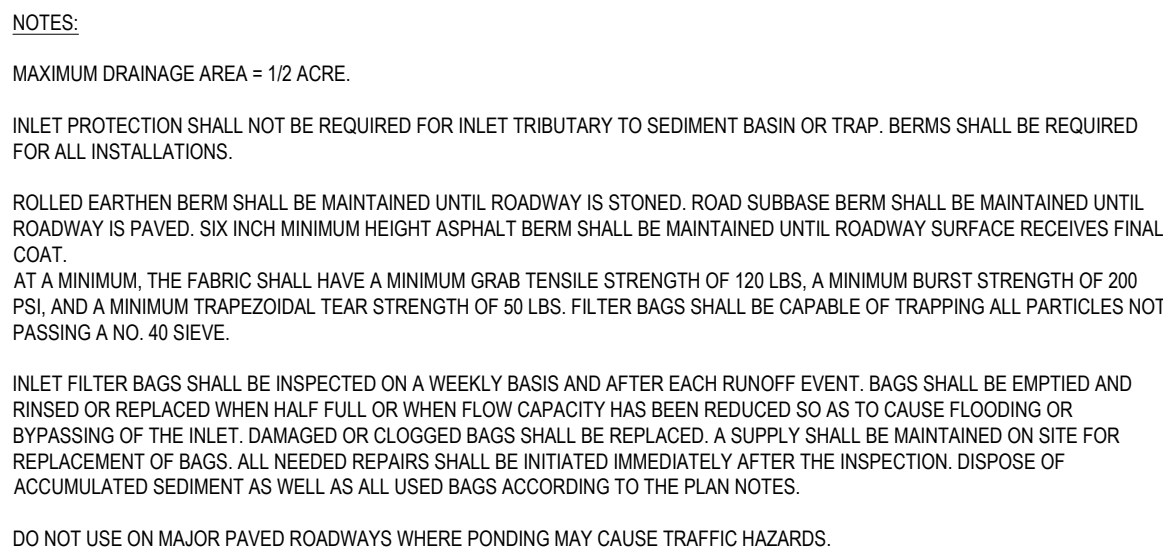 NOTES:
MAXIMUM DRAINAGE AREA = 1/2 ACRE.
INLET PROTECTION SHALL NOT BE REQUIRED FOR INLET TRIBUTARY TO SEDIMENT BASIN OR TRAP. BERMS SHALL BE REQUIRED
FOR ALL INSTALLATIONS.
ROLLED EARTHEN BERM SHALL BE MAINTAINED UNTIL ROADWAY IS STONED. ROAD SUBBASE BERM SHALL BE MAINTAINED UNTIL
ROADWAY IS PAVED. SIX INCH MINIMUM HEIGHT ASPHALT BERM SHALL BE MAINTAINED UNTIL ROADWAY SURFACE RECEIVES FINAL
COAT.
AT A MINIMUM, THE FABRIC SHALL HAVE A MINIMUM GRAB TENSILE STRENGTH OF 120 LBS, A MINIMUM BURST STRENGTH OF 200
PSI, AND A MINIMUM TRAPEZOIDAL TEAR STRENGTH OF 50 LBS. FILTER BAGS SHALL BE CAPABLE OF TRAPPING ALL PARTICLES NOT
PASSING A NO. 40 SIEVE.
INLET FILTER BAGS SHALL BE INSPECTED ON A WEEKLY BASIS AND AFTER EACH RUNOFF EVENT. BAGS SHALL BE EMPTIED AND
RINSED OR REPLACED WHEN HALF FULL OR WHEN FLOW CAPACITY HAS BEEN REDUCED SO AS TO CAUSE FLOODING OR
BYPASSING OF THE INLET. DAMAGED OR CLOGGED BAGS SHALL BE REPLACED. A SUPPLY SHALL BE MAINTAINED ON SITE FOR
REPLACEMENT OF BAGS. ALL NEEDED REPAIRS SHALL BE INITIATED IMMEDIATELY AFTER THE INSPECTION. DISPOSE OF
ACCUMULATED SEDIMENT AS WELL AS ALL USED BAGS ACCORDING TO THE PLAN NOTES.
DO NOT USE ON MAJOR PAVED ROADWAYS WHERE PONDING MAY CAUSE TRAFFIC HAZARDS.